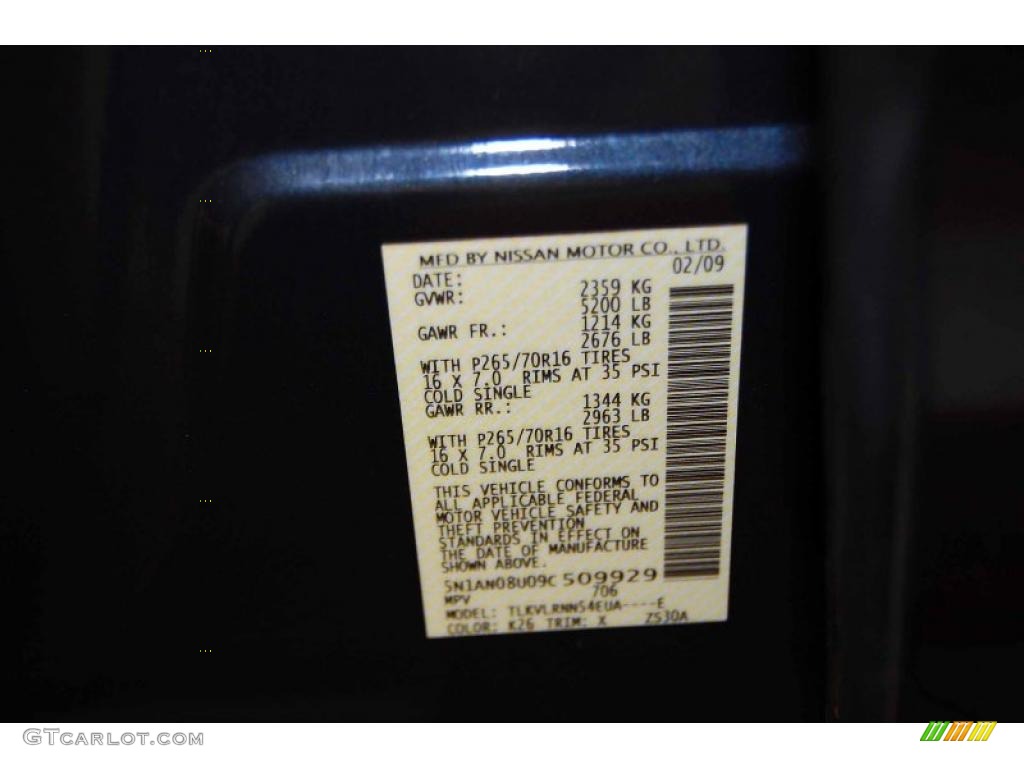 MFD BY NISSAN MOTOR CO., LTD.
DATE: 02/09
GVWR: 2359 KG
5200 LB
GAWR FR.: 1214 KG
2676 LB
WITH P265/70R16 TIRES
16 X 7.0 RIMS AT 35 PSI
COLD SINGLE
GAWR RR.: 1344 KG
2963 LB
WITH P265/70R16 TIRES
16 X 7.0 RIMS AT 35 PSI
COLD SINGLE
THIS VEHICLE CONFORMS TO
ALL APPLICABLE FEDERAL
MOTOR VEHICLE SAFETY AND
THEFT PREVENTION
STANDARDS IN EFFECT ON
THE DATE OF MANUFACTURE
SHOWN ABOVE.
5N1AN08U09C 509929
MPV 706
MODEL: TLKVLRNN54EUA----E
COLOR: K26 TRIM: X ZS30A
GTCARLOT.COM